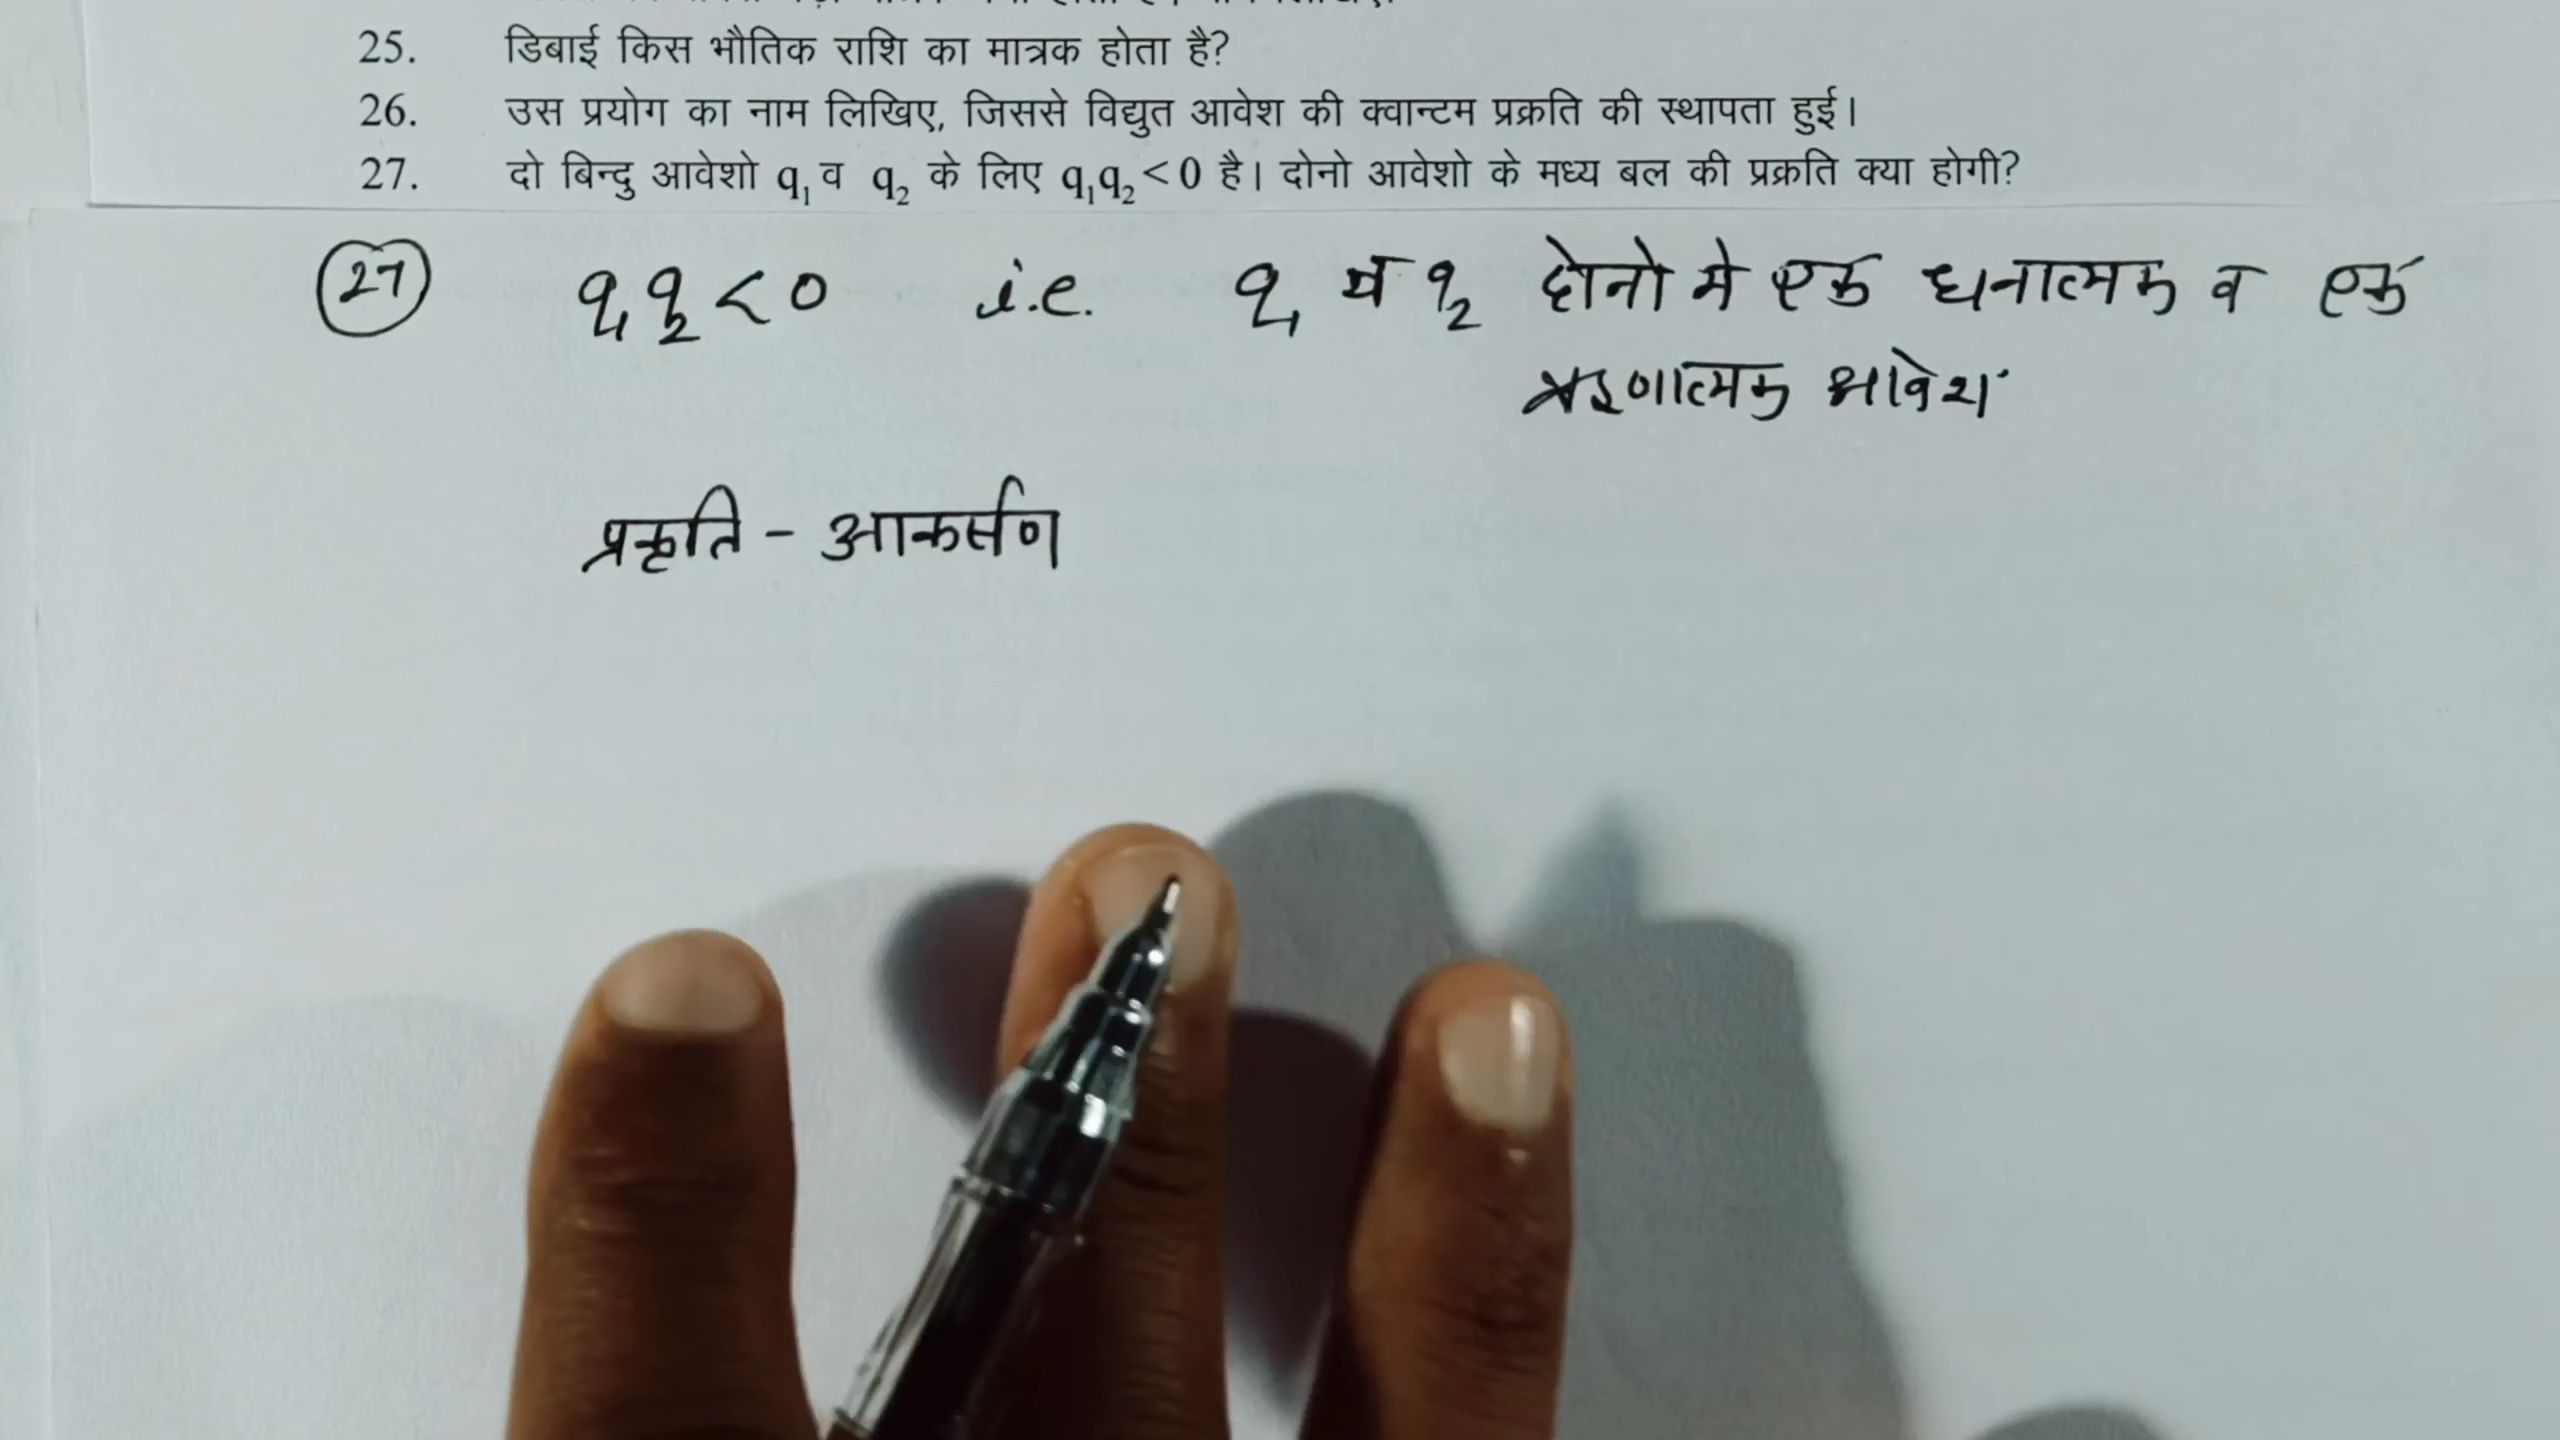 25. डिबाई किस भौतिक राशि का मात्रक होता है?
26. उस प्रयोग का नाम लिखिए, जिससे विद्युत आवेश की क्वान्टम प्रक्रति की स्थापता हुई।
27. दो बिन्दु आवेशो q₁ व q₂ के लिए q₁q₂ < 0 है। दोनो आवेशो के मध्य बल की प्रक्रति क्या होगी?
27 q₁q₂ < 0 i.e. q₁ व q₂ दोनो मे एक धनात्मक व एक
ऋणात्मक आवेश
प्रकृति - आकर्सण